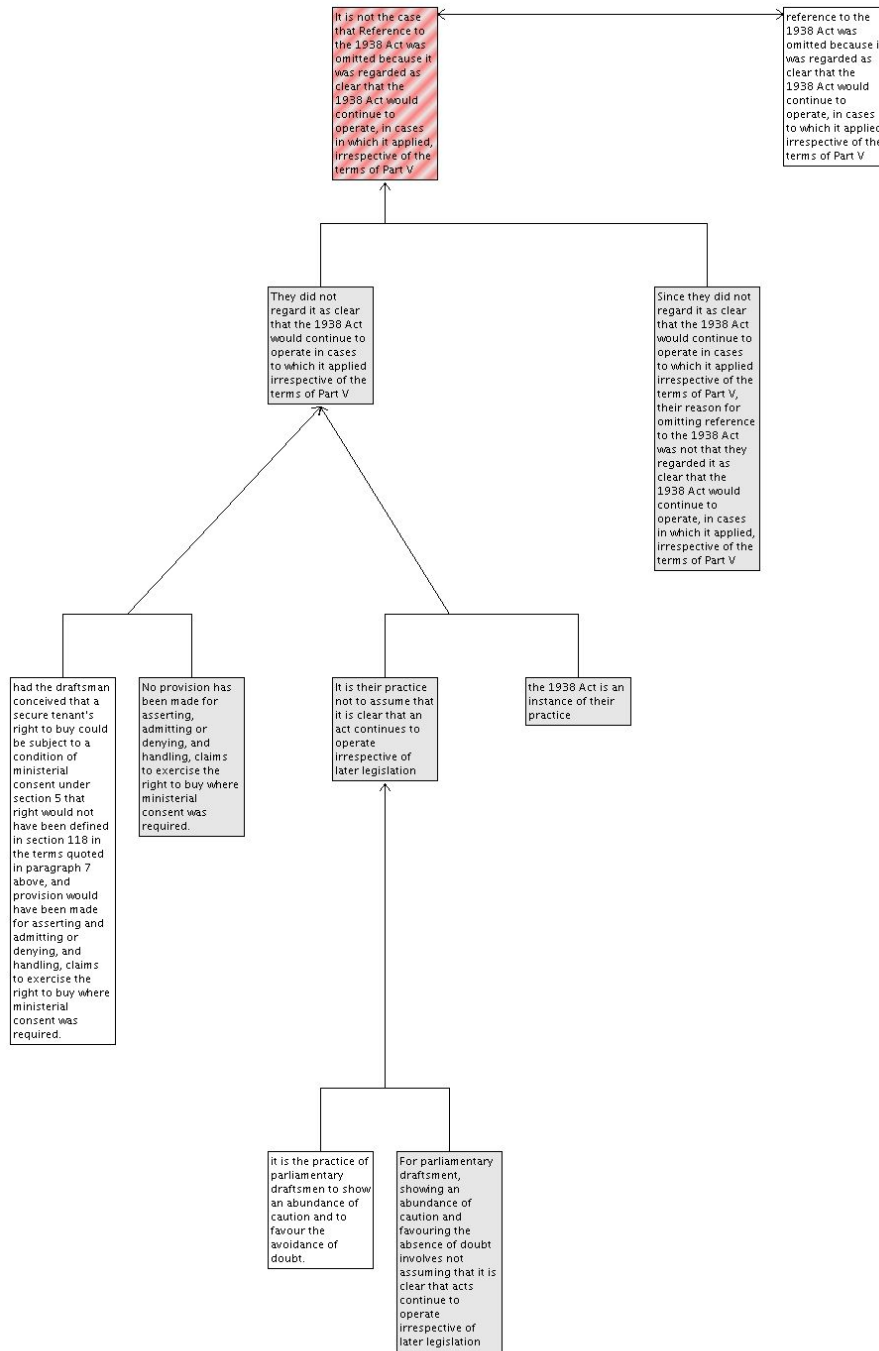 It is not the case
that Reference to
the 1938 Act was
omitted because it
was regarded as
clear that the
1938 Act would
continue to
operate, in cases
in which it applied,
irrespective of the
terms of Part V
reference to the
1938 Act was
omitted because i
was regarded as
clear that the
1938 Act would
continue to
operate, in cases
to which it applied
irrespective of the
terms of Part V
They did not
regard it as clear
that the 1938 Act
would continue to
operate in cases
to which it applied
irrespective of the
terms of Part V
Since they did not
regard it as clear
that the 1938 Act
would continue to
operate in cases
to which it applied
irrespective of the
terms of Part V,
their reason for
omitting reference
to the 1938 Act
was not that they
regarded it as
clear that the
1938 Act would
continue to
operate, in cases
in which it applied,
irrespective of the
terms of Part V
had the draftsman
conceived that a
secure tenant's
right to buy could
be subject to a
condition of
ministerial
consent under
section 5 that
right would not
have been defined
in section 118 in
the terms quoted
in paragraph 7
above, and
provision would
have been made
for asserting and
admitting or
denying, and
handling, claims
to exercise the
right to buy where
ministerial
consent was
required.
No provision has
been made for
asserting,
admitting or
denying, and
handling, claims
to exercise the
right to buy where
ministerial
consent was
required.
It is their practice
not to assume that
it is clear that an
act continues to
operate
irrespective of
later legislation
the 1938 Act is an
instance of their
practice
it is the practice of
parliamentary
draftsmen to show
an abundance of
caution and to
favour the
avoidance of
doubt.
For parliamentary
draftsment,
showing an
abundance of
caution and
favouring the
absence of doubt
involves not
assuming that it is
clear that acts
continue to
operate
irrespective of
later legislation